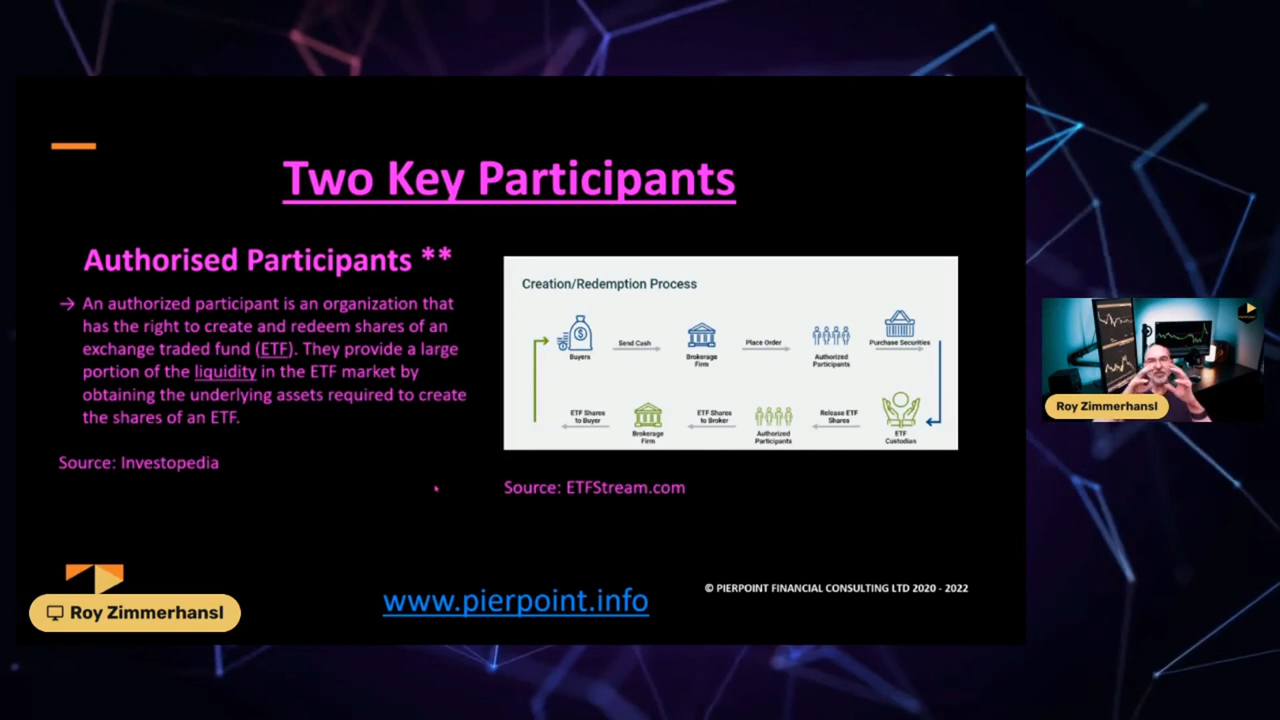 Two Key Participants
Authorised Participants **
→ An authorized participant is an organization that
has the right to create and redeem shares of an
exchange traded fund (ETF). They provide a large
portion of the liquidity in the ETF market by
obtaining the underlying assets required to create
the shares of an ETF.
Source: Investopedia
Creation/Redemption Process
Buyers
Send Cash
Brokerage
Firm
Place Order
Authorized
Participants
Purchase Securities
ETF Shares
to Buyer
Brokerage
Firm
ETF Shares
to Broker
Authorized
Participants
Release ETF
Shares
ETF
Custodian
Source: ETFStream.com
Roy Zimmerhansl
Roy Zimmerhansl
www.pierpoint.info
© PIERPOINT FINANCIAL CONSULTING LTD 2020 - 2022